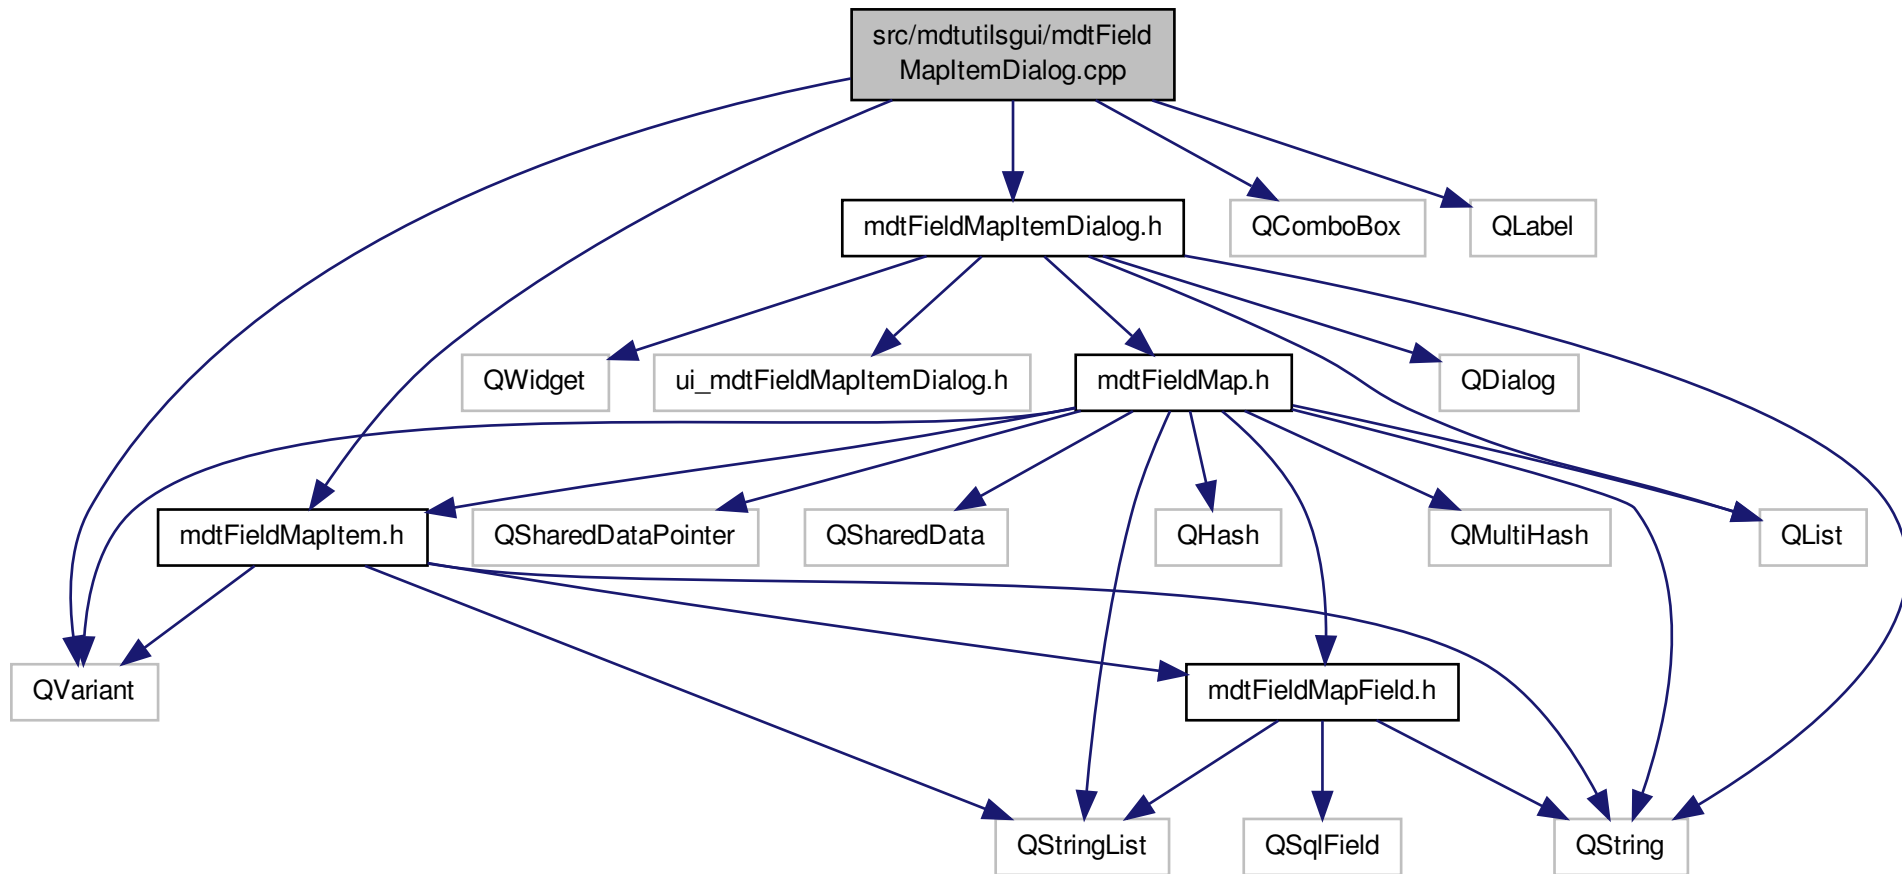 src/mdtutilsgui/mdtField
MapItemDialog.cpp
mdtFieldMapItemDialog.h
QComboBox
QLabel
QWidget
ui_mdtFieldMapItemDialog.h
mdtFieldMap.h
QDialog
mdtFieldMapItem.h
QSharedDataPointer
QSharedData
QHash
QMultiHash
QList
QVariant
mdtFieldMapField.h
QStringList
QSqlField
QString